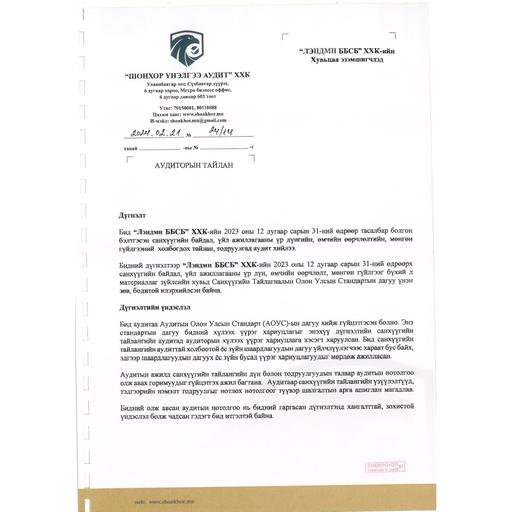 "ШОНХОР ҮНЭЛГЭЭ АУДИТ" ХХК
Улаанбаатар хот, Сүхбаатар дүүрэг,
6 дугаар хороо, Метро бизнесс оффис,
6 дугаар давхар 603 тоот
Утас: 70150001, 80110088
Цахим хаяг: www.shonkhor.mn
И-мэйл: shonkhor.mn@gmail.com
2024.02.21 № 24/14
танай -ны № -т
"ЛЭНДМН ББСБ" ХХК-ийн
Хувьцаа эзэмшигчдэд
АУДИТОРЫН ТАЙЛАН
Дүгнэлт
Бид "Лэндмн ББСБ" ХХК-ийн 2023 оны 12 дугаар сарын 31-ний өдрөөр тасалбар болгон
бэлтгэсэн санхүүгийн байдал, үйл ажиллагааны үр дүнгийн, өмчийн өөрчлөлтийн, мөнгөн
гүйлгээний холбогдох тайлан, тодруулгад аудит хийлээ.
Бидний дүгнэлтээр "Лэндмн ББСБ" ХХК-ийн 2023 оны 12 дугаар сарын 31-ний өдрөөрх
санхүүгийн байдал, үйл ажиллагааны үр дүн, өмчийн өөрчлөлт, мөнгөн гүйлгээг бүхий л
материаллаг зүйлсийн хувьд Санхүүгийн Тайлагналын Олон Улсын Стандартын дагуу үнэн
зөв, бодитой илэрхийлсэн байна.
Дүгнэлтийн үндэслэл
Бид аудитаа Аудитын Олон Улсын Стандарт (АОУС)-ын дагуу хийж гүйцэтгэсэн болно. Энэ
стандартын дагуу бидний хүлээх үүрэг хариуцлагыг энэхүү дүгнэлтийн санхүүгийн
тайлангийн аудитад аудиторын хүлээх үүрэг хариуцлага хэсэгт харуулсан. Бид санхүүгийн
тайлангийн аудиттай холбоотой ёс зүйн шаардлагуудын дагуу үйлчлүүлэгчээс хараат бус байж,
эдгээр шаардлагуудын дагуух ёс зүйн бусад үүрэг хариуцлагуудыг мөрдөж ажилласан.
Аудитын ажилд санхүүгийн тайлангийн дүн болон тодруулгуудын талаар аудитын нотолгоо
олж авах горимуудыг гүйцэтгэх ажил багтана. Аудитаар санхүүгийн тайлангийн үзүүлэлтүүд,
тэдгээрийн нэмэлт тодруулгыг нотлох нотолгоог түүвэр шалгалтын арга ашиглан магадлав.
Бидний олж авсан аудитын нотолгоо нь бидний гаргасан дүгнэлтэнд хангалттай, зохистой
үндэслэл болж чадсан гэдэгт бид итгэлтэй байна.
SHONKHOR
web: www.shonkhor.mn